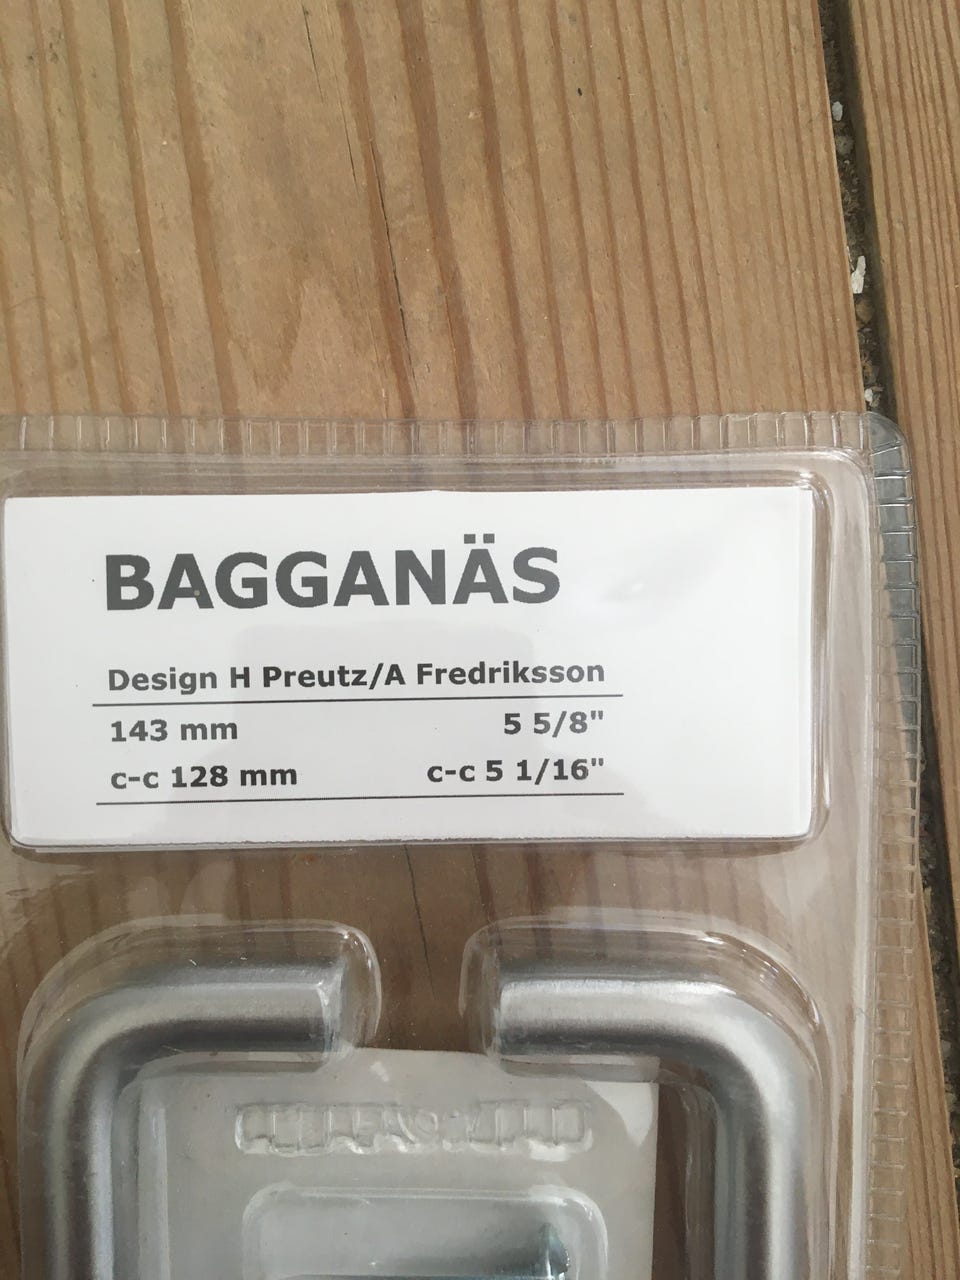 BAGGANÄS
Design H Preutz/A Fredriksson
143 mm 5 5/8"
c-c 128 mm c-c 5 1/16"